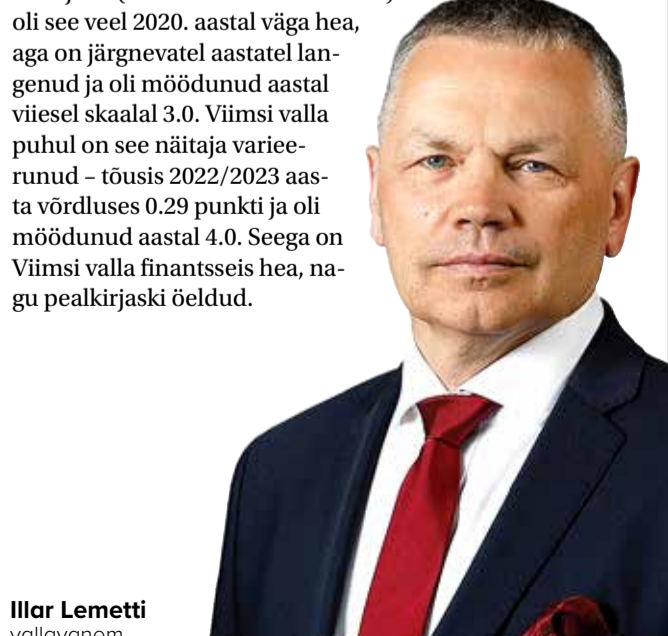 oli see veel 2020. aastal väga hea,
aga on järgnevatel aastatel lan-
genud ja oli möödunud aastal
viiesel skaalal 3.0. Viimsi valla
puhul on see näitaja variee-
runud – tõusis 2022/2023 aas-
ta võrdluses 0.29 punkti ja oli
möödunud aastal 4.0. Seega on
Viimsi valla finantsseis hea, na-
gu pealkirjaski öeldud.
Illar Lemetti
vallavanem